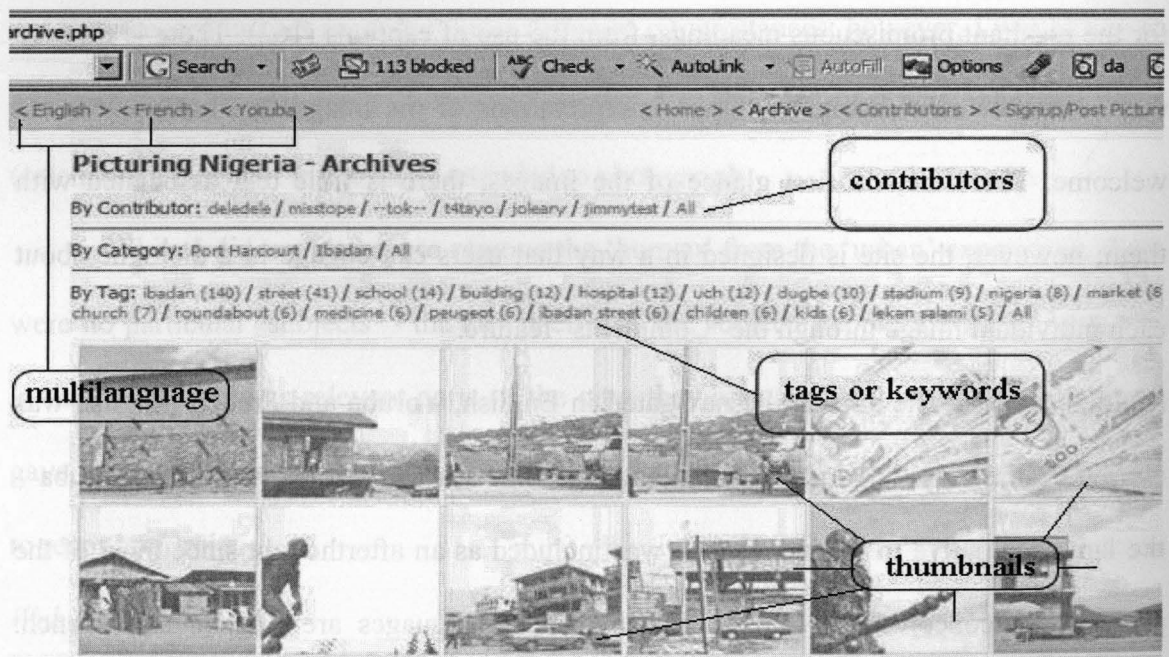 archive.php
Search 113 blocked ABC Check AutoLink AutoFill Options da
< English > < French > < Yoruba > < Home > < Archive > < Contributors > < Signup/Post Picture
Picturing Nigeria - Archives
contributors
By Contributor: deledele / misstope / --tok-- / t4tayo / joleary / jimmytest / All
By Category: Port Harcourt / Ibadan / All
By Tag: ibadan (140) / street (41) / school (14) / building (12) / hospital (12) / uch (12) / dugbe (10) / stadium (9) / nigeria (8) / market (8
church (7) / roundabout (6) / medicine (6) / peugeot (6) / ibadan street (6) / children (6) / kids (6) / lekan salami (5) / All
multilanguage
tags or keywords
500
thumbnails